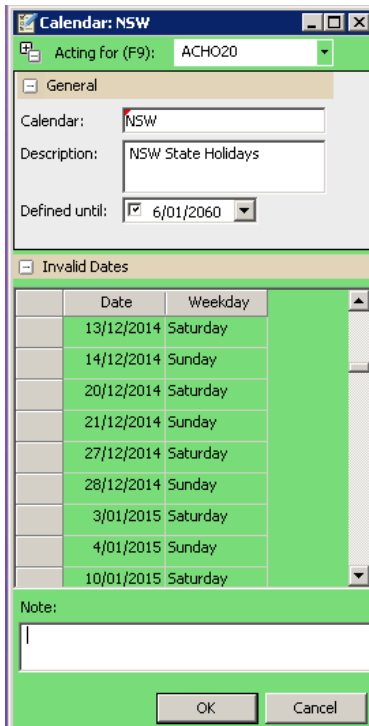 Calendar: NSW
Acting for (F9): ACHO20
General
Calendar: NSW
Description: NSW State Holidays
Defined until: 6/01/2060
Invalid Dates
Date Weekday
13/12/2014 Saturday
14/12/2014 Sunday
20/12/2014 Saturday
21/12/2014 Sunday
27/12/2014 Saturday
28/12/2014 Sunday
3/01/2015 Saturday
4/01/2015 Sunday
10/01/2015 Saturday
Note:
OK Cancel